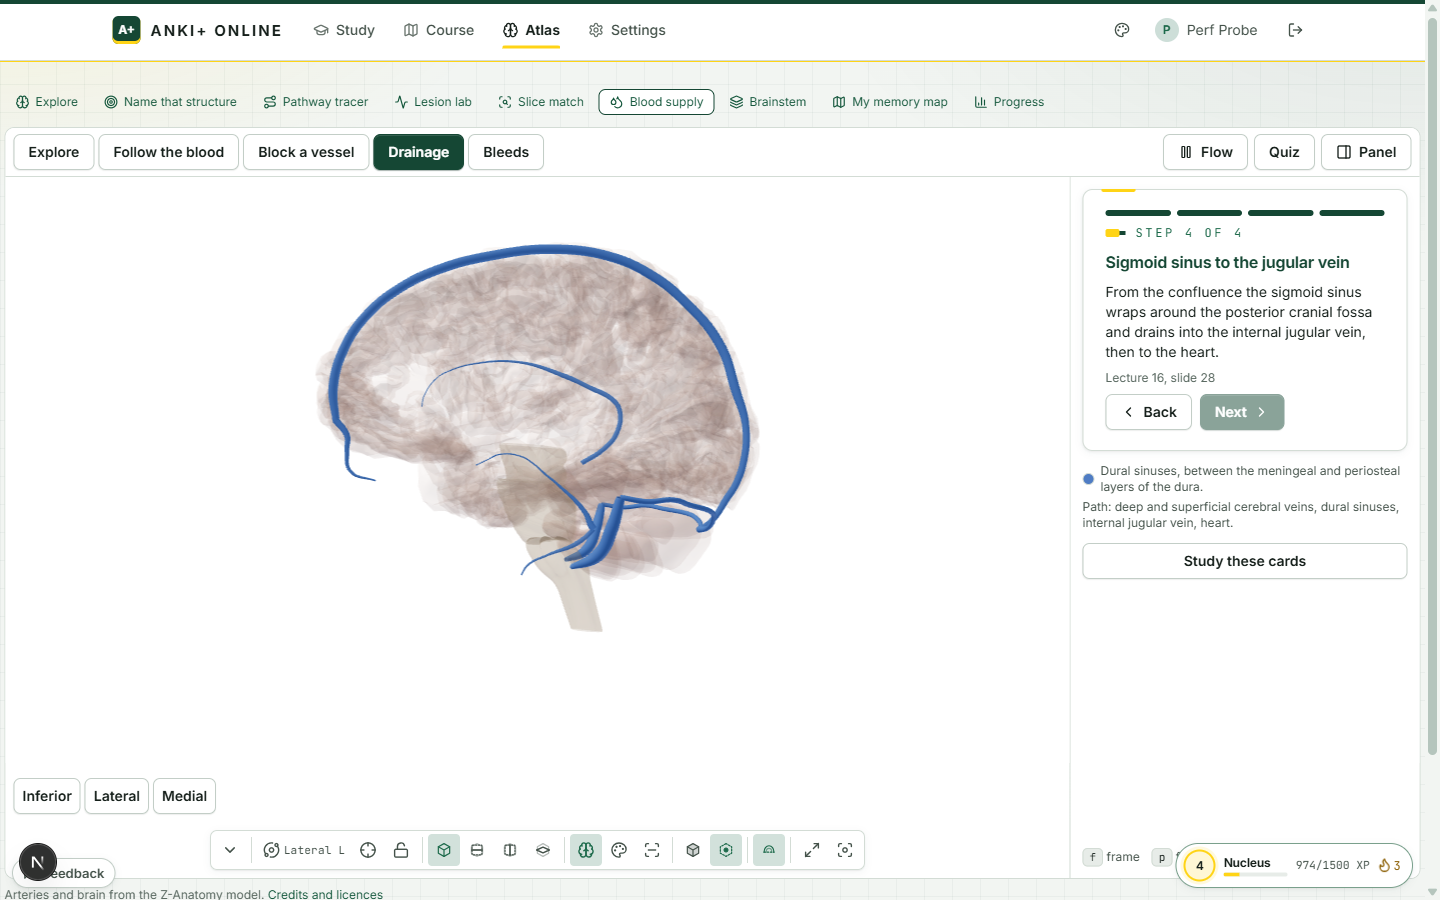 A+ ANKI+ ONLINE Study Course Atlas Settings P Perf Probe
Explore Name that structure Pathway tracer Lesion lab Slice match Blood supply Brainstem My memory map Progress
Explore Follow the blood Block a vessel Drainage Bleeds Flow Quiz Panel
STEP 4 OF 4
Sigmoid sinus to the jugular vein
From the confluence the sigmoid sinus
wraps around the posterior cranial fossa
and drains into the internal jugular vein,
then to the heart.
Lecture 16, slide 28
Back Next
Dural sinuses, between the meningeal and periosteal
layers of the dura.
Path: deep and superficial cerebral veins, dural sinuses,
internal jugular vein, heart.
Study these cards
Inferior Lateral Medial
Lateral L
f frame p
4 Nucleus 974/1500 XP 3
N
Arteries and brain from the Z-Anatomy model. Credits and licences